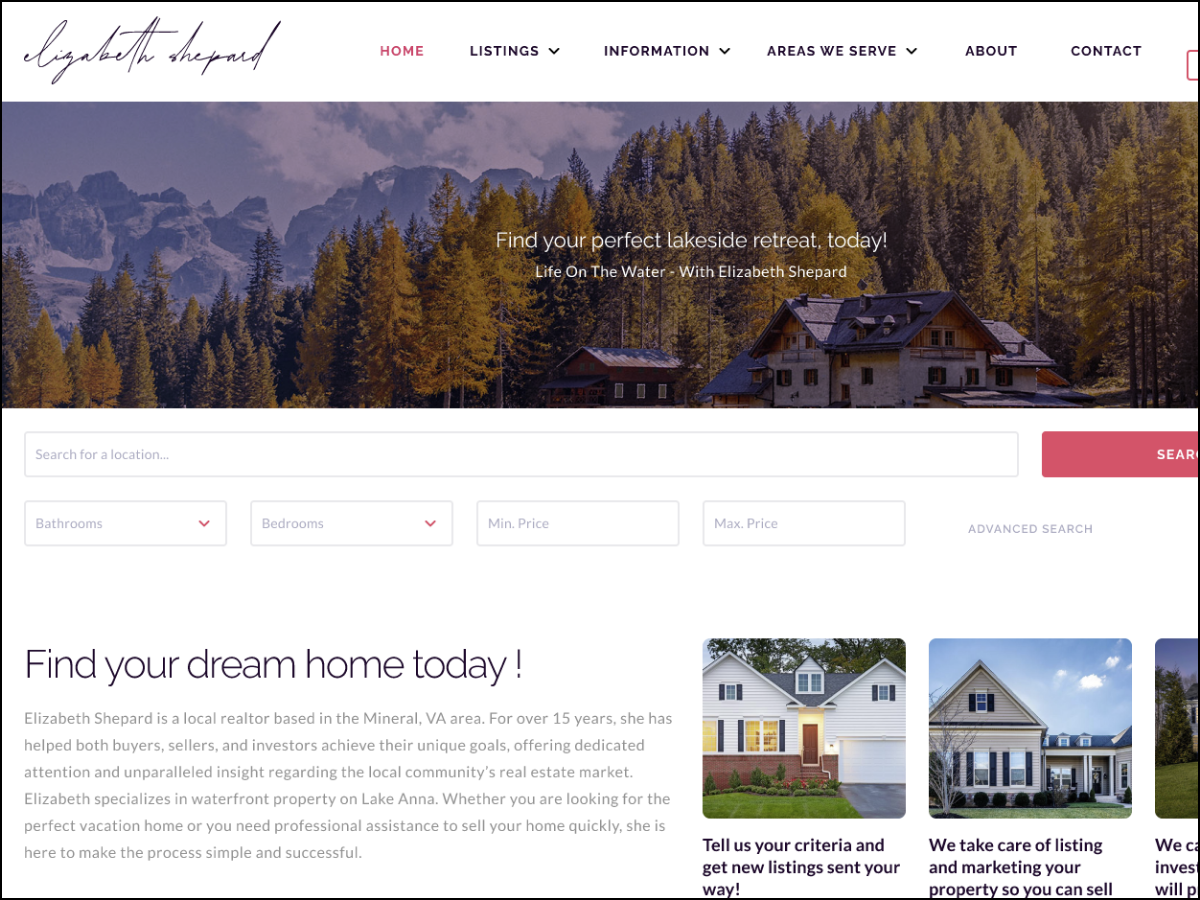 elizabeth shepard
HOME
LISTINGS
INFORMATION
AREAS WE SERVE
ABOUT
CONTACT
Find your perfect lakeside retreat, today!
Life On The Water - With Elizabeth Shepard
Search for a location...
Bathrooms
Bedrooms
Min. Price
Max. Price
ADVANCED SEARCH
Find your dream home today !
Elizabeth Shepard is a local realtor based in the Mineral, VA area. For over 15 years, she has
helped both buyers, sellers, and investors achieve their unique goals, offering dedicated
attention and unparalleled insight regarding the local community’s real estate market.
Elizabeth specializes in waterfront property on Lake Anna. Whether you are looking for the
perfect vacation home or you need professional assistance to sell your home quickly, she is
here to make the process simple and successful.
Tell us your criteria and
get new listings sent your
way!
We take care of listing
and marketing your
property so you can sell
We
will